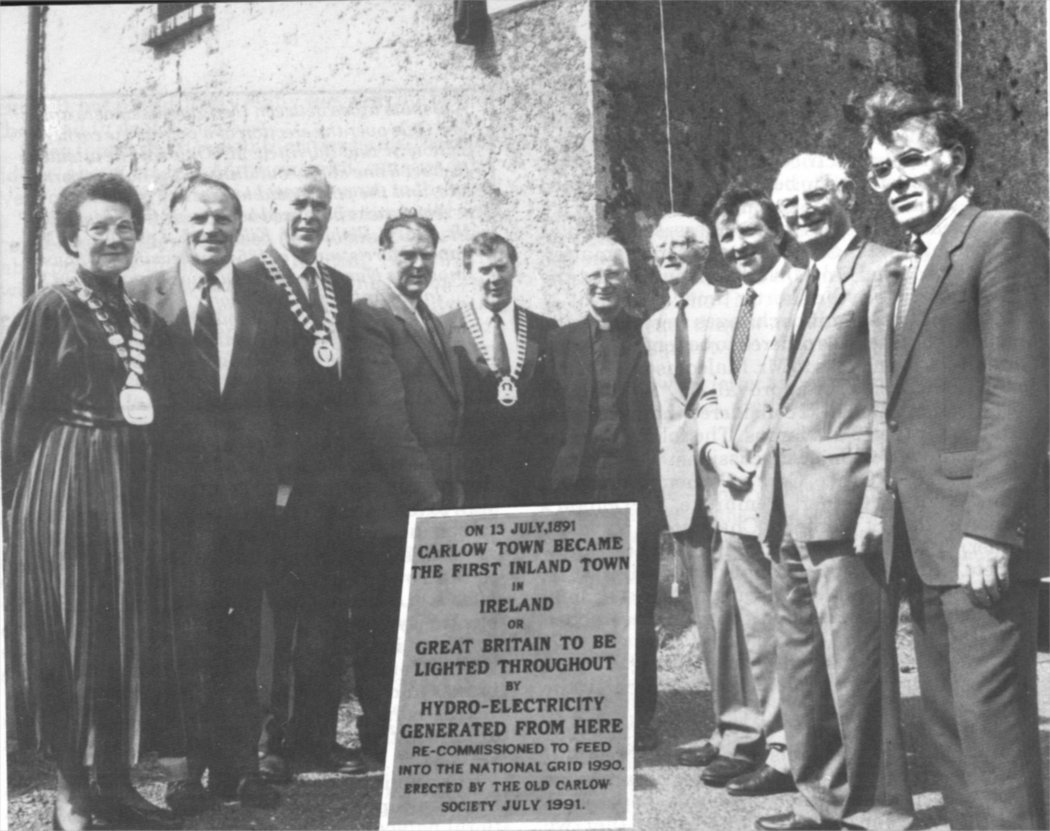 ON 13 JULY,1891
CARLOW TOWN BECAME
THE FIRST INLAND TOWN
IN
IRELAND
OR
GREAT BRITAIN TO BE
LIGHTED THROUGHOUT
BY
HYDRO-ELECTRICITY
GENERATED FROM HERE
RE-COMMISSIONED TO FEED
INTO THE NATIONAL GRID 1990.
ERECTED BY THE OLD CARLOW
SOCIETY JULY 1991.